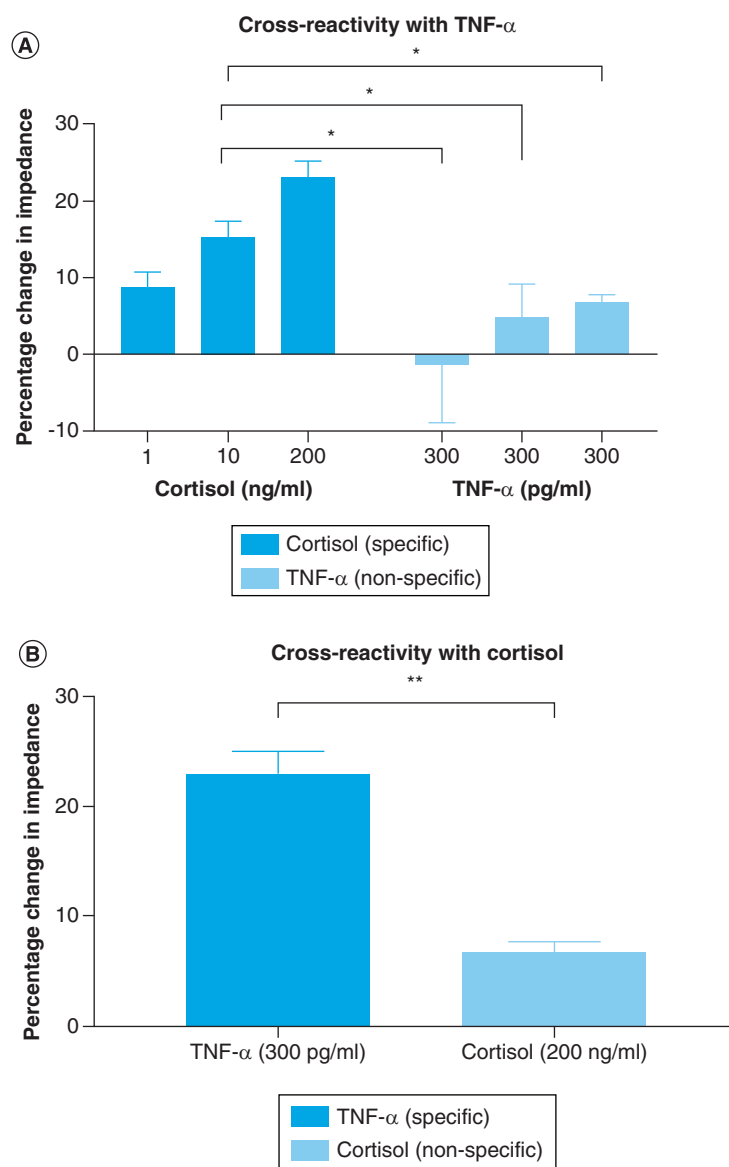 A
Cross-reactivity with TNF-α
*
*
*
Percentage change in impedance
30
20
10
0
-10
1 10 200 300 300 300
Cortisol (ng/ml) TNF-α (pg/ml)
Cortisol (specific)
TNF-α (non-specific)
B
Cross-reactivity with cortisol
**
Percentage change in impedance
30
20
10
0
TNF-α (300 pg/ml) Cortisol (200 ng/ml)
TNF-α (specific)
Cortisol (non-specific)